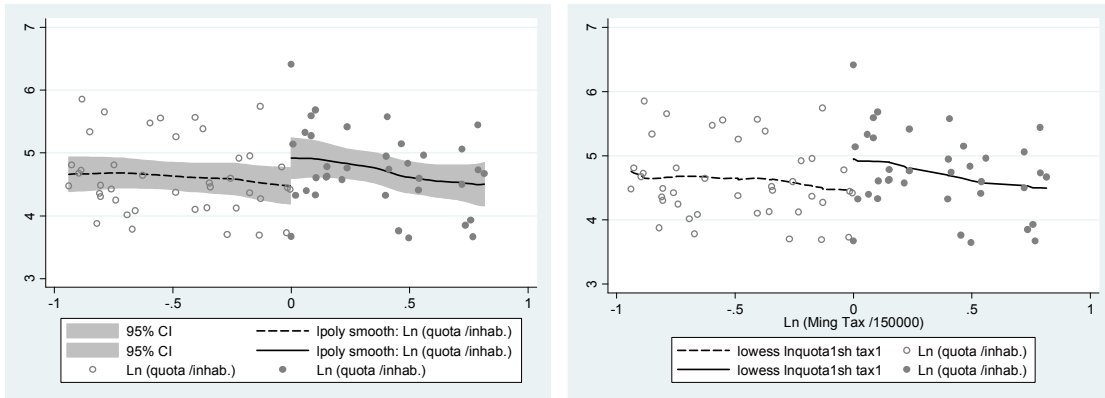 7
6
5
4
3
-1
-.5
0
.5
1
95% CI
lpoly smooth: Ln (quota /inhab.)
95% CI
lpoly smooth: Ln (quota /inhab.)
Ln (quota /inhab.)
Ln (quota /inhab.)
7
6
5
4
3
-1
-.5
0
.5
1
Ln (Ming Tax /150000)
lowess lnquota1sh tax1
Ln (quota /inhab.)
lowess lnquota1sh tax1
Ln (quota /inhab.)